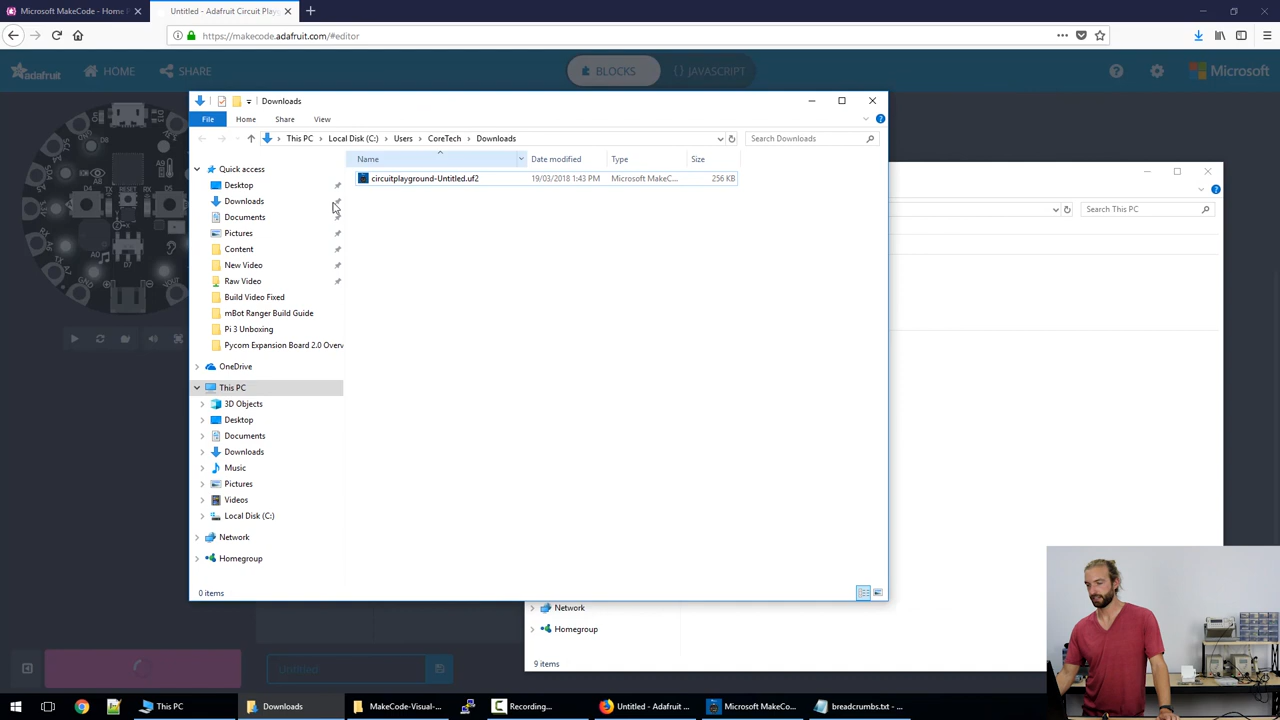 Microsoft MakeCode - Home P
Untitled - Adafruit Circuit Play
https://makecode.adafruit.com/#editor
adafruit
HOME
SHARE
BLOCKS
{ } JAVASCRIPT
Microsoft
Downloads
File
Home
Share
View
This PC
Local Disk (C:)
Users
CoreTech
Downloads
Search Downloads
Name
Date modified
Type
Size
circuitplayground-Untitled.uf2
19/03/2018 1:43 PM
Microsoft MakeC...
256 KB
Quick access
Desktop
Downloads
Documents
Pictures
Content
New Video
Raw Video
Build Video Fixed
mBot Ranger Build Guide
Pi 3 Unboxing
Pycom Expansion Board 2.0 Overv
OneDrive
This PC
3D Objects
Desktop
Documents
Downloads
Music
Pictures
Videos
Local Disk (C:)
Network
Homegroup
0 items
Search This PC
Network
Homegroup
9 items
Untitled
This PC
Downloads
MakeCode-Visual-...
Recording...
Untitled - Adafruit ...
Microsoft MakeCo...
breadcrumbs.txt - ...